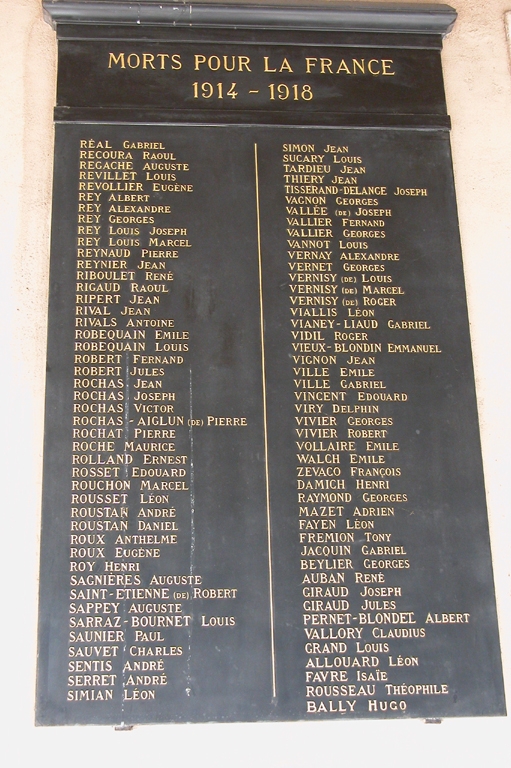 MORTS POUR LA FRANCE
1914 - 1918
RÉAL GABRIEL
RECOURA RAOUL
REGACHE AUGUSTE
REVILLET LOUIS
REVOLLIER EUGÈNE
REY ALBERT
REY ALEXANDRE
REY GEORGES
REY LOUIS JOSEPH
REY LOUIS MARCEL
REYNAUD PIERRE
REYNIER JEAN
RIBOULET RENÉ
RIGAUD RAOUL
RIPERT JEAN
RIVAL JEAN
RIVALS ANTOINE
ROBEQUAIN EMILE
ROBEQUAIN LOUIS
ROBERT FERNAND
ROBERT JULES
ROCHAS JEAN
ROCHAS JOSEPH
ROCHAS VICTOR
ROCHAS-AIGLUN (DE) PIERRE
ROCHAT PIERRE
ROCHE MAURICE
ROLLAND ERNEST
ROSSET EDOUARD
ROUCHON MARCEL
ROUSSET LÉON
ROUSTAN ANDRÉ
ROUSTAN DANIEL
ROUX ANTHELME
ROUX EUGÈNE
ROY HENRI
SAGNIÈRES AUGUSTE
SAINT-ETIENNE (DE) ROBERT
SAPPEY AUGUSTE
SARRAZ-BOURNET LOUIS
SAUNIER PAUL
SAUVET CHARLES
SENTIS ANDRÉ
SERRET ANDRÉ
SIMIAN LÉON
SIMON JEAN
SUCARY LOUIS
TARDIEU JEAN
THIERY JEAN
TISSERAND-DELANGE JOSEPH
VAGNON GEORGES
VALLÉE (DE) JOSEPH
VALLIER FERNAND
VALLIER GEORGES
VANNOT LOUIS
VERNAY ALEXANDRE
VERNET GEORGES
VERNISY (DE) LOUIS
VERNISY (DE) MARCEL
VERNISY (DE) ROGER
VIALLIS LÉON
VIANEY-LIAUD GABRIEL
VIDIL ROGER
VIEUX-BLONDIN EMMANUEL
VIGNON JEAN
VILLE EMILE
VILLE GABRIEL
VINCENT EDOUARD
VIRY DELPHIN
VIVIER GEORGES
VIVIER ROBERT
VOLLAIRE EMILE
WALCH EMILE
ZEVACO FRANÇOIS
DAMICH HENRI
RAYMOND GEORGES
MAZET ADRIEN
FAYEN LÉON
FREMION TONY
JACQUIN GABRIEL
BEYLIER GEORGES
AUBAN RENÉ
GIRAUD JOSEPH
GIRAUD JULES
PERNET-BLONDEL ALBERT
VALLORY CLAUDIUS
GRAND LOUIS
ALLOUARD LÉON
FAVRE ISAÏE
ROUSSEAU THÉOPHILE
BALLY HUGO